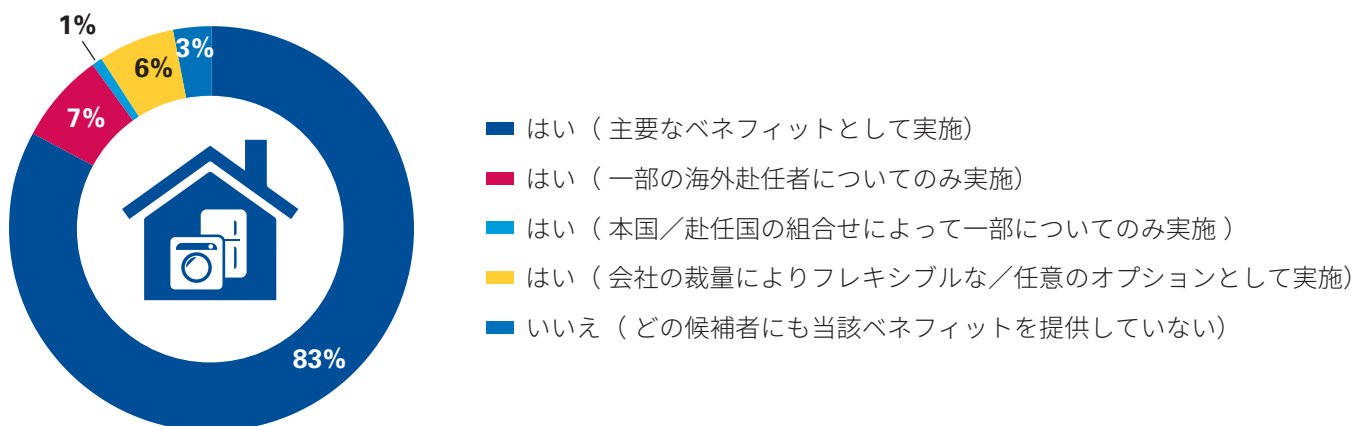 1%
3%
6%
7%
83%
はい（ 主要なベネフィットとして実施）
はい（ 一部の海外赴任者についてのみ実施）
はい（ 本国／赴任国の組合せによって一部についてのみ実施 ）
はい（ 会社の裁量によりフレキシブルな／任意のオプションとして実施）
いいえ（ どの候補者にも当該ベネフィットを提供していない）